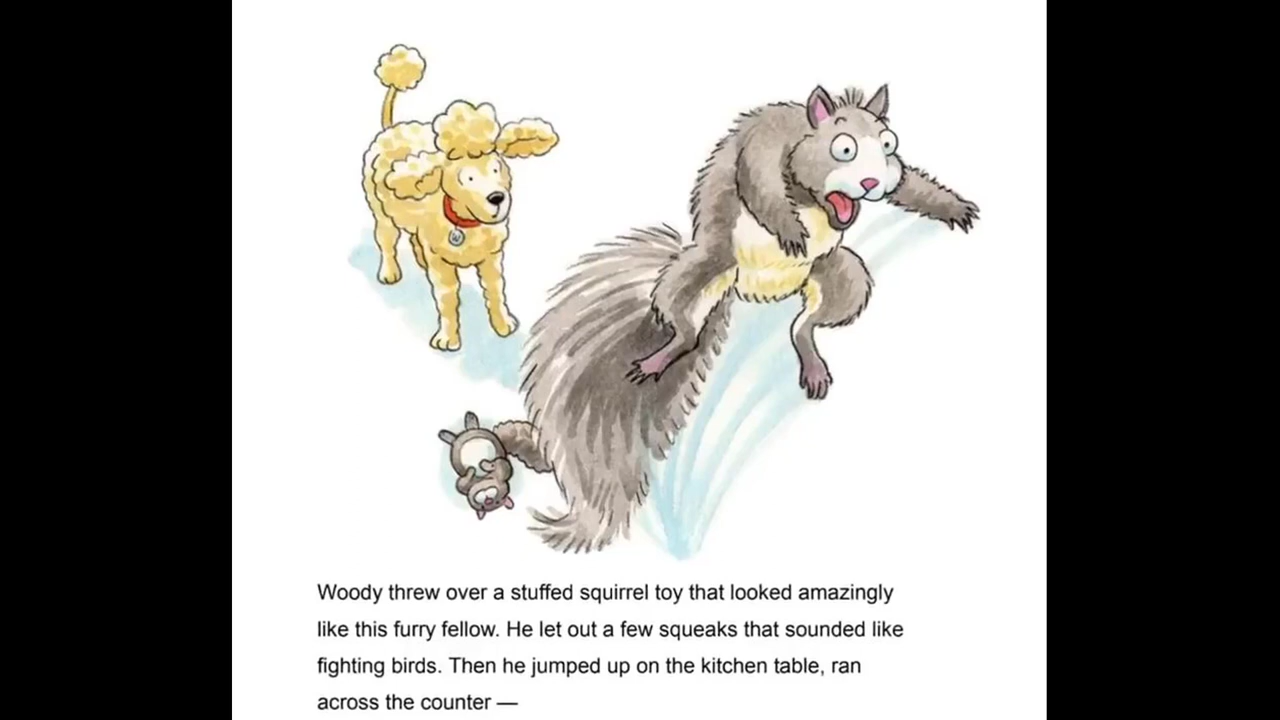 Woody threw over a stuffed squirrel toy that looked amazingly
like this furry fellow. He let out a few squeaks that sounded like
fighting birds. Then he jumped up on the kitchen table, ran
across the counter —